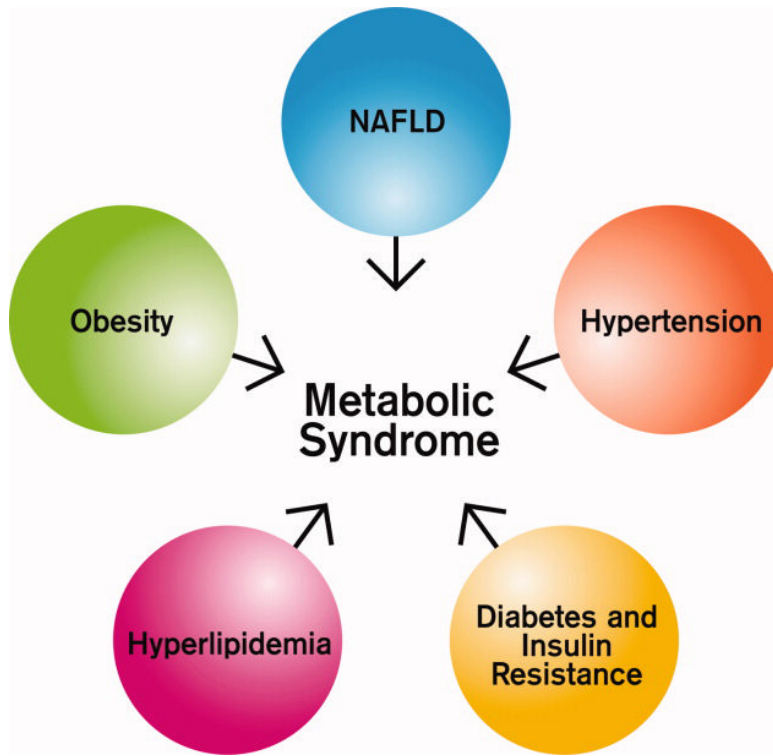 NAFLD
Obesity
Hypertension
Metabolic
Syndrome
Hyperlipidemia
Diabetes and
Insulin
Resistance